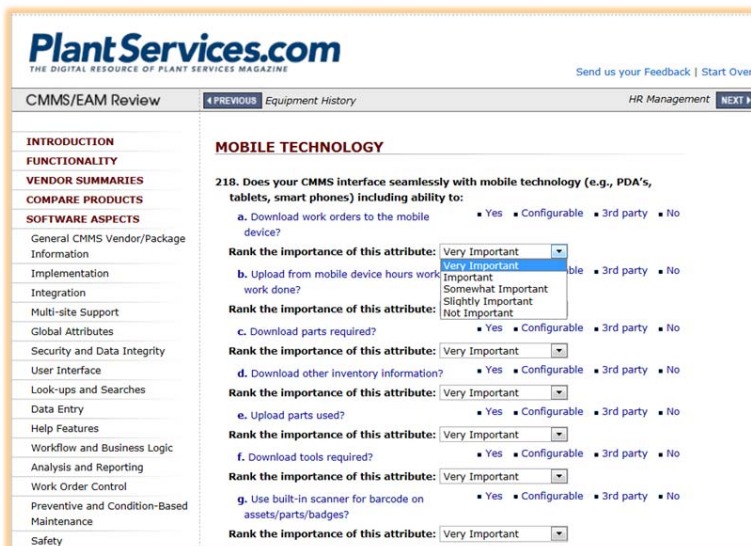 PlantServices.com
THE DIGITAL RESOURCE OF PLANT SERVICES MAGAZINE
Send us your Feedback | Start Over
CMMS/EAM Review
PREVIOUS Equipment History
HR Management NEXT
INTRODUCTION
FUNCTIONALITY
VENDOR SUMMARIES
COMPARE PRODUCTS
SOFTWARE ASPECTS
General CMMS Vendor/Package
Information
Implementation
Integration
Multi-site Support
Global Attributes
Security and Data Integrity
User Interface
Look-ups and Searches
Data Entry
Help Features
Workflow and Business Logic
Analysis and Reporting
Work Order Control
Preventive and Condition-Based
Maintenance
Safety
MOBILE TECHNOLOGY
218. Does your CMMS interface seamlessly with mobile technology (e.g., PDA's,
tablets, smart phones) including ability to:
a. Download work orders to the mobile
device?
Yes Configurable 3rd party No
Rank the importance of this attribute: Very Important
Very Important
Important
Somewhat Important
Slightly Important
Not Important
b. Upload from mobile device hours work
work done?
ble 3rd party No
Rank the importance of this attribute:
c. Download parts required?
Yes Configurable 3rd party No
Rank the importance of this attribute: Very Important
d. Download other inventory information?
Yes Configurable 3rd party No
Rank the importance of this attribute: Very Important
e. Upload parts used?
Yes Configurable 3rd party No
Rank the importance of this attribute: Very Important
f. Download tools required?
Yes Configurable 3rd party No
Rank the importance of this attribute: Very Important
g. Use built-in scanner for barcode on
assets/parts/badges?
Yes Configurable 3rd party No
Rank the importance of this attribute: Very Important